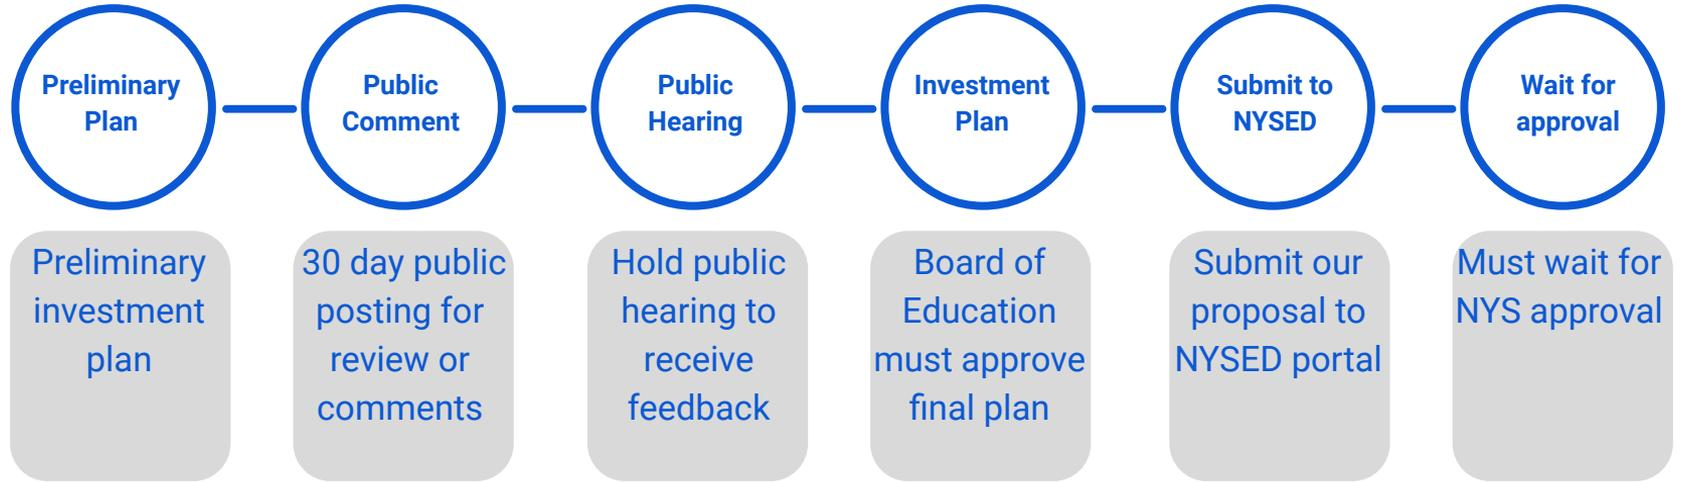 Preliminary
Plan
Public
Comment
Public
Hearing
Investment
Plan
Submit to
NYSED
Wait for
approval
Preliminary
investment
plan
30 day public
posting for
review or
comments
Hold public
hearing to
receive
feedback
Board of
Education
must approve
final plan
Submit our
proposal to
NYSED portal
Must wait for
NYS approval